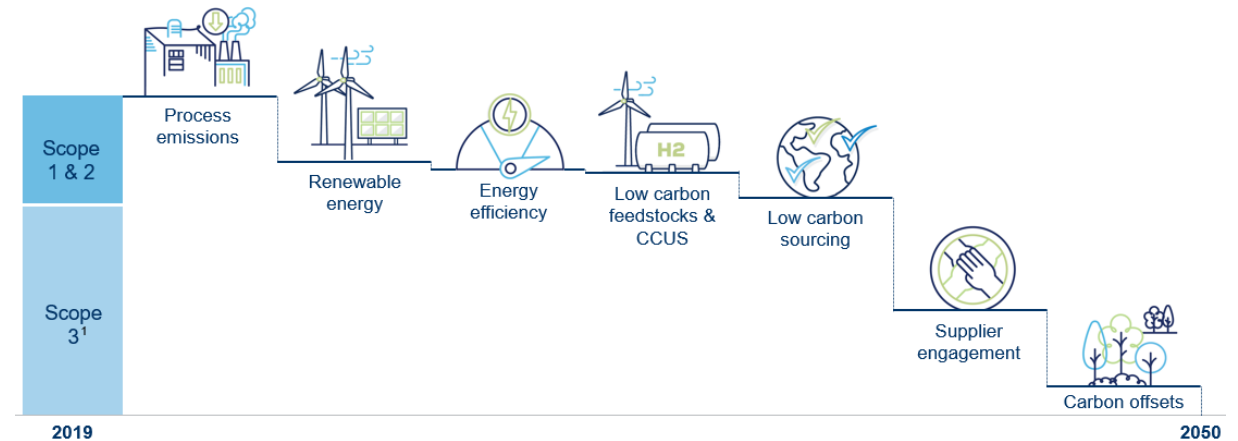 Scope
1 & 2
Scope
3¹
Process
emissions
Renewable
energy
Energy
efficiency
H2
Low carbon
feedstocks &
CCUS
Low carbon
sourcing
Supplier
engagement
Carbon offsets
2019
2050